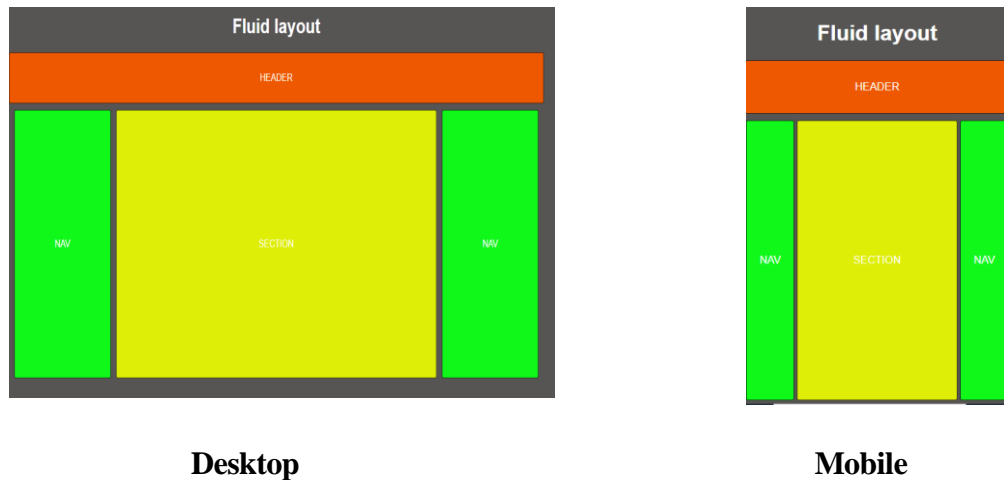 Fluid layout
HEADER
NAV
SECTION
NAV
Desktop
Fluid layout
HEADER
NAV
SECTION
NAV
Mobile